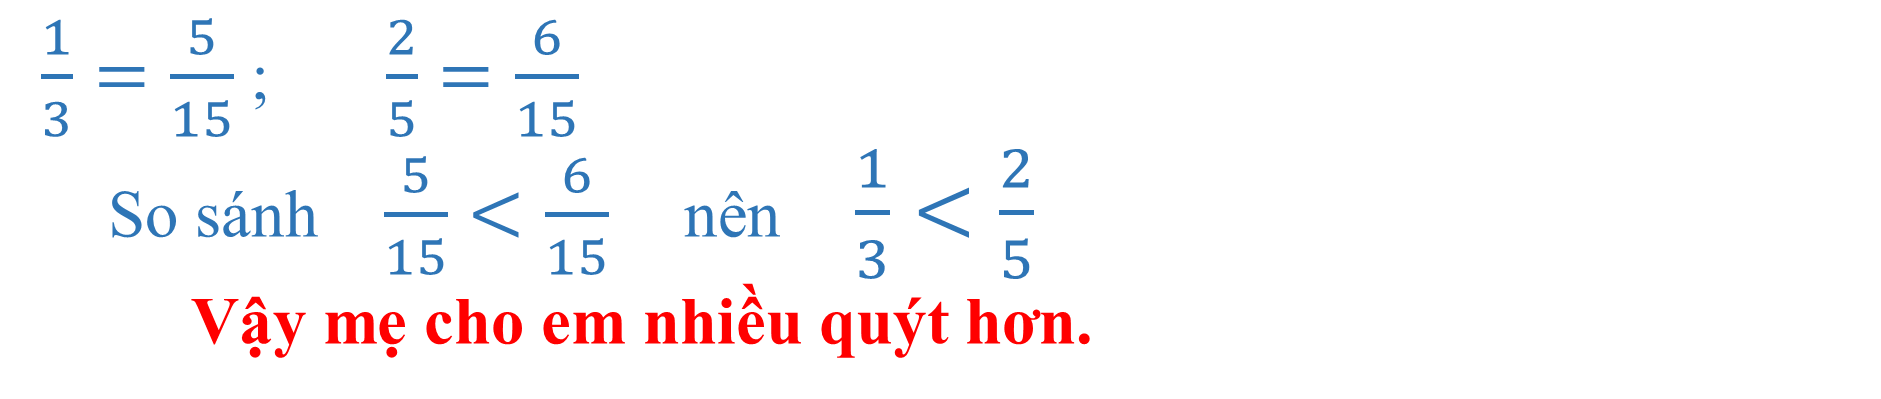 1/3 = 5/15 ; 2/5 = 6/15
So sánh 5/15 < 6/15 nên 1/3 < 2/5
Vậy mẹ cho em nhiều quýt hơn.